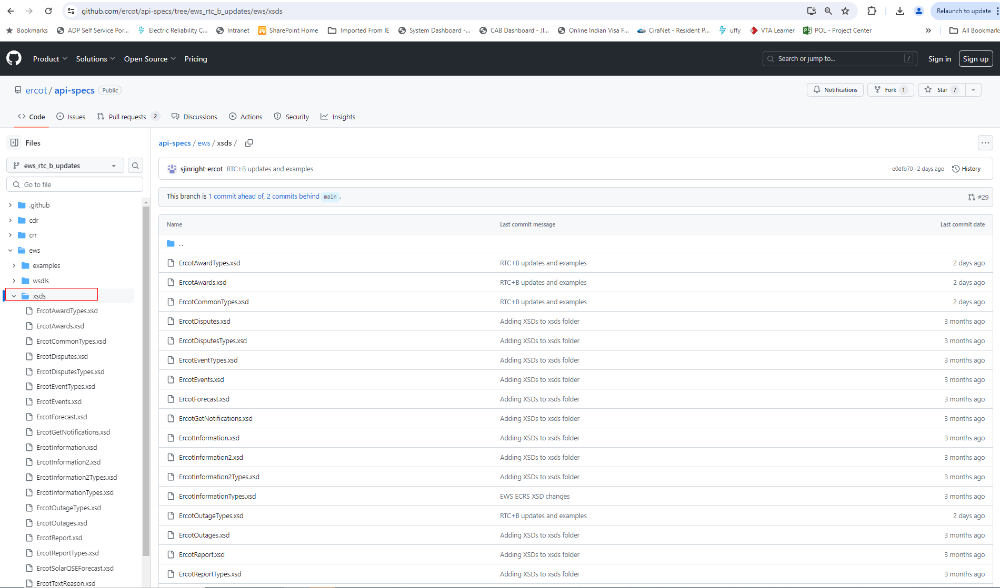 github.com/ercot/api-specs/tree/ews_rtc_b_updates/ews/xsds
Relaunch to update
Bookmarks ADP Self Service Por... Electric Reliability C... Intranet SharePoint Home Imported From IE System Dashboard -... CAB Dashboard - JI... Online Indian Visa F... CiraNet - Resident P... uffy VTA Learner POL - Project Center » All Bookmarks
Product Solutions Open Source Pricing Search or jump to... / Sign in Sign up
ercot / api-specs Public Notifications Fork 1 Star 7
Code Issues Pull requests 2 Discussions Actions Security Insights
Files
ews_rtc_b_updates
Go to file
.github
cdr
crr
ews
examples
wsdls
xsds
ErcotAwardTypes.xsd
ErcotAwards.xsd
ErcotCommonTypes.xsd
ErcotDisputes.xsd
ErcotDisputesTypes.xsd
ErcotEventTypes.xsd
ErcotEvents.xsd
ErcotForecast.xsd
ErcotGetNotifications.xsd
ErcotInformation.xsd
ErcotInformation2.xsd
ErcotInformation2Types.xsd
ErcotInformationTypes.xsd
ErcotOutageTypes.xsd
ErcotOutages.xsd
ErcotReport.xsd
ErcotReportTypes.xsd
ErcotSolarQSEForecast.xsd
ErcotTextReason.xsd
api-specs / ews / xsds /
sjinright-ercot RTC+B updates and examples e0dfb70 · 2 days ago History
This branch is 1 commit ahead of, 2 commits behind main . #29
Name Last commit message Last commit date
..
ErcotAwardTypes.xsd RTC+B updates and examples 2 days ago
ErcotAwards.xsd RTC+B updates and examples 2 days ago
ErcotCommonTypes.xsd RTC+B updates and examples 2 days ago
ErcotDisputes.xsd Adding XSDs to xsds folder 3 months ago
ErcotDisputesTypes.xsd Adding XSDs to xsds folder 3 months ago
ErcotEventTypes.xsd Adding XSDs to xsds folder 3 months ago
ErcotEvents.xsd Adding XSDs to xsds folder 3 months ago
ErcotForecast.xsd Adding XSDs to xsds folder 3 months ago
ErcotGetNotifications.xsd Adding XSDs to xsds folder 3 months ago
ErcotInformation.xsd Adding XSDs to xsds folder 3 months ago
ErcotInformation2.xsd Adding XSDs to xsds folder 3 months ago
ErcotInformation2Types.xsd Adding XSDs to xsds folder 3 months ago
ErcotInformationTypes.xsd EWS ECRS XSD changes 3 months ago
ErcotOutageTypes.xsd RTC+B updates and examples 2 days ago
ErcotOutages.xsd Adding XSDs to xsds folder 3 months ago
ErcotReport.xsd Adding XSDs to xsds folder 3 months ago
ErcotReportTypes.xsd Adding XSDs to xsds folder 3 months ago